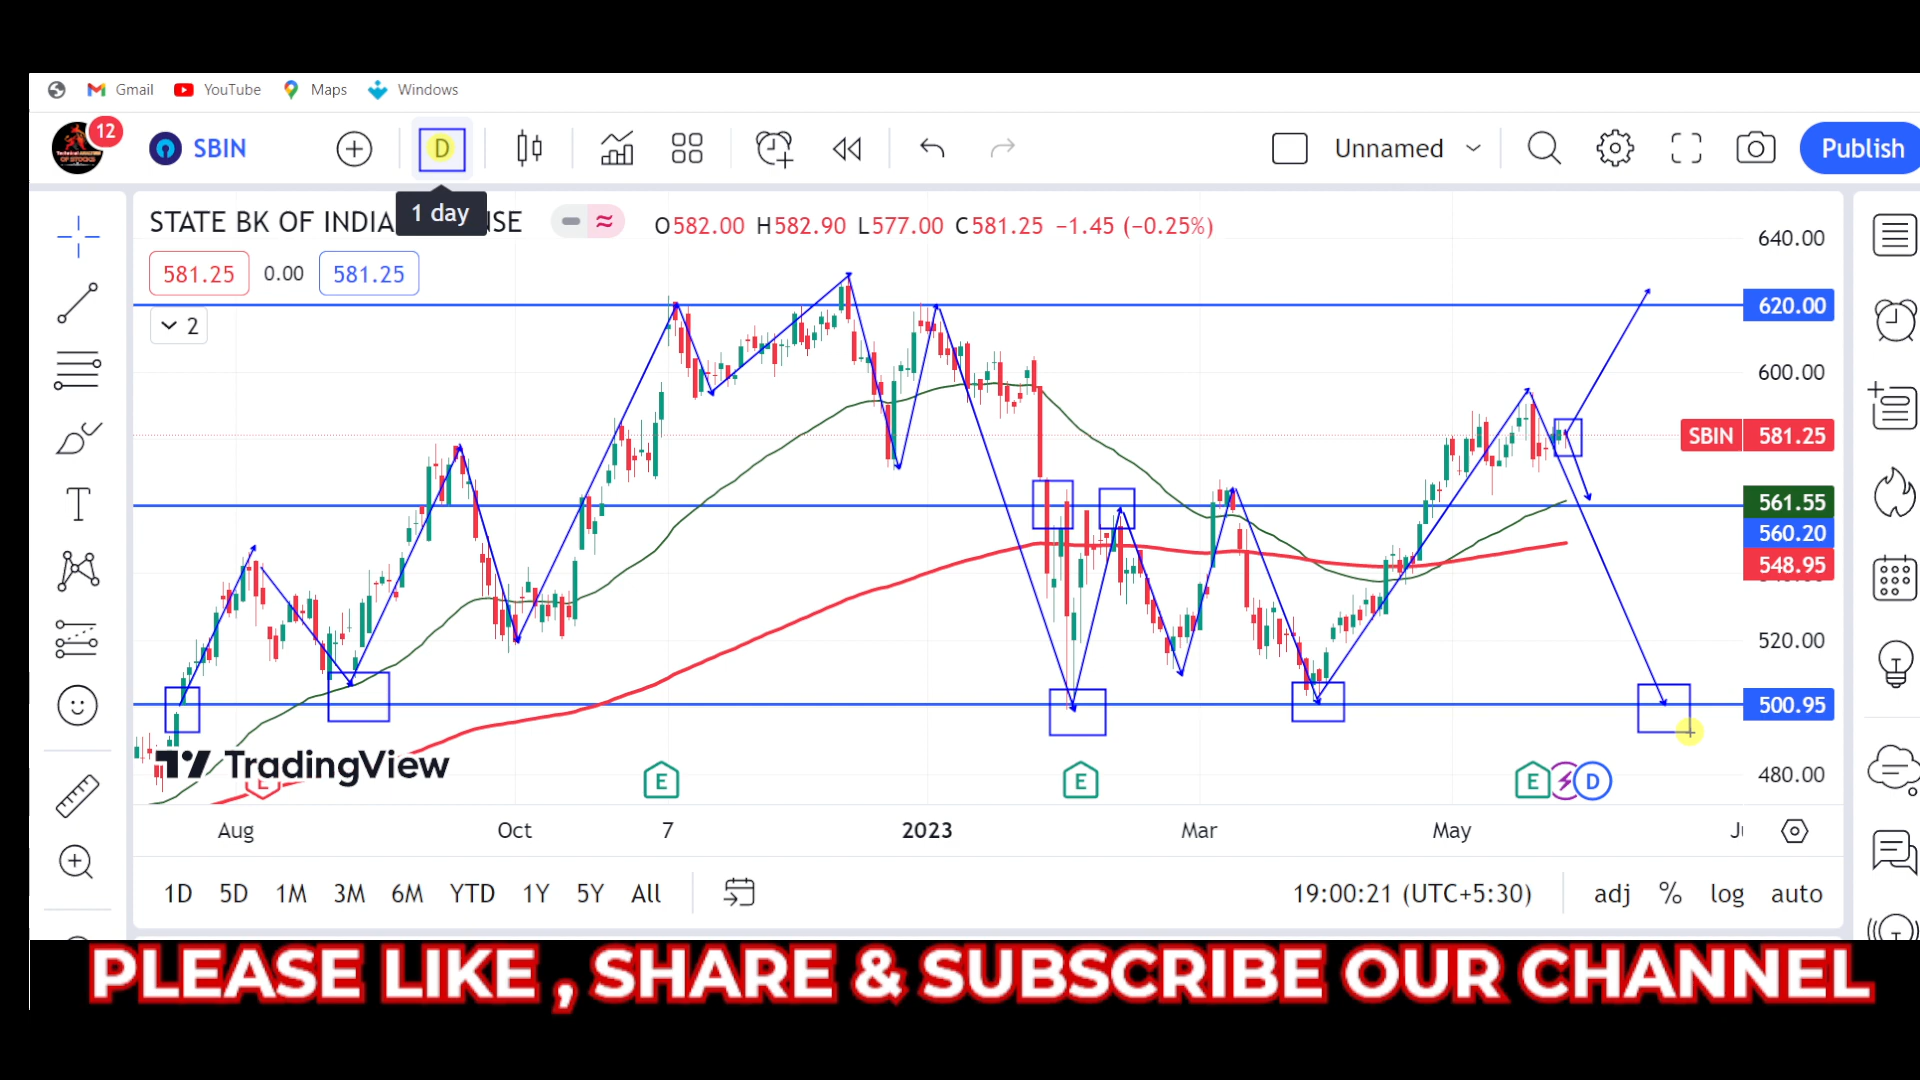 Gmail YouTube Maps Windows
12 SBIN D Unnamed Publish
1 day
STATE BK OF INDIA NSE O582.00 H582.90 L577.00 C581.25 −1.45 (−0.25%)
581.25 0.00 581.25
2
640.00
620.00
600.00
SBIN 581.25
561.55
560.20
548.95
520.00
500.95
480.00
TradingView
E E E D
Aug Oct 7 2023 Mar May
1D 5D 1M 3M 6M YTD 1Y 5Y All 19:00:21 (UTC+5:30) adj % log auto
PLEASE LIKE , SHARE & SUBSCRIBE OUR CHANNEL